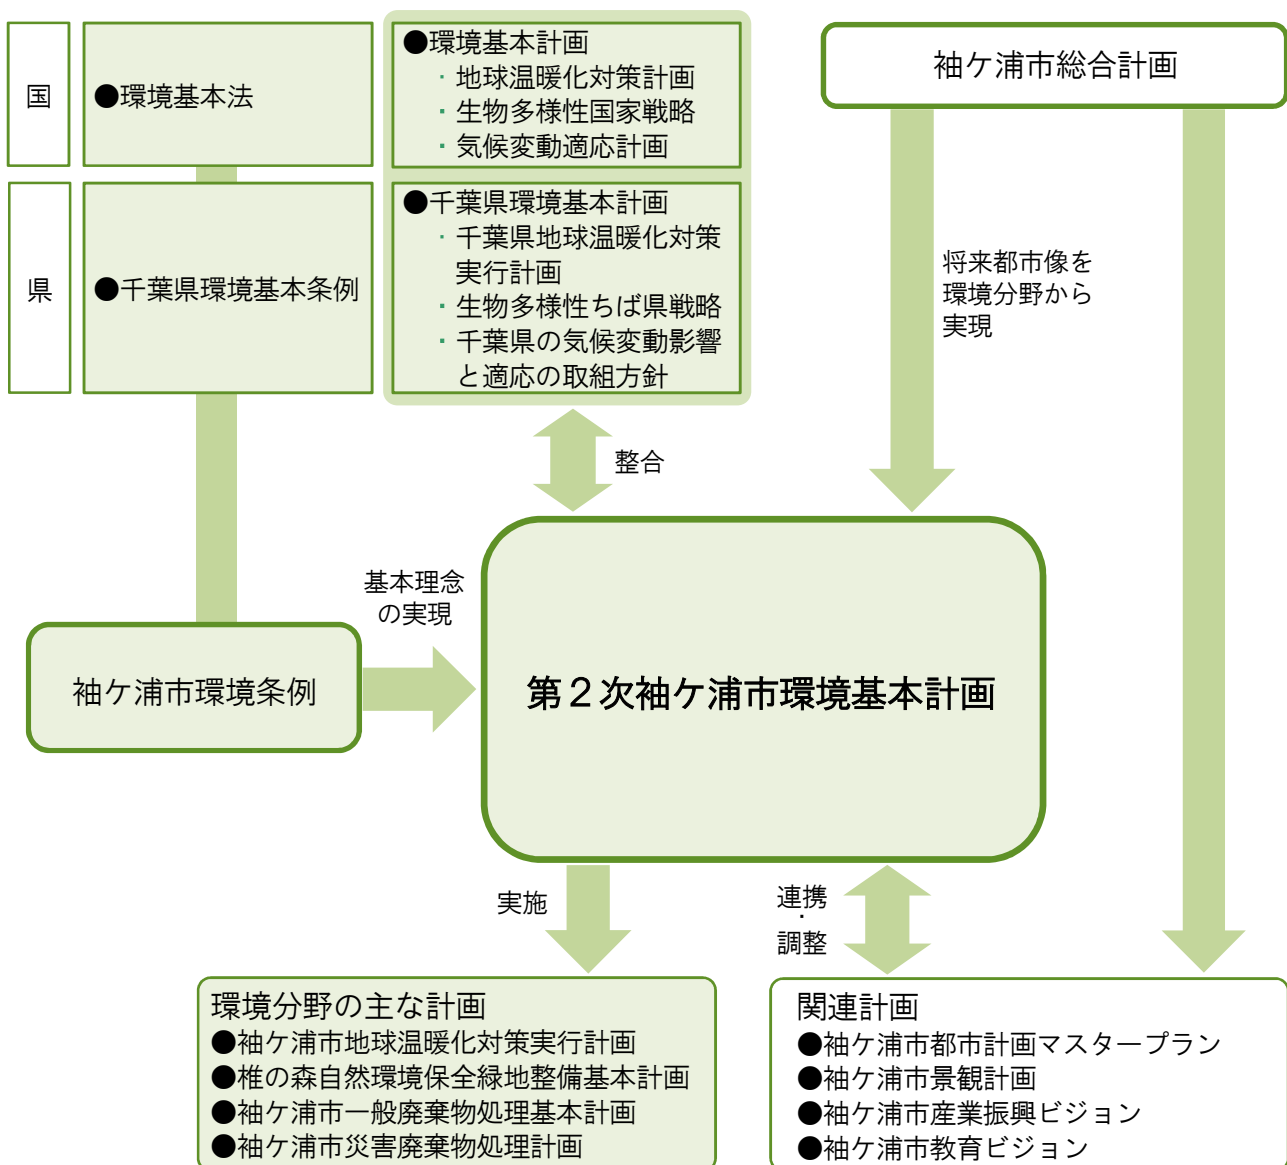 国
●環境基本法
●環境基本計画
・地球温暖化対策計画
・生物多様性国家戦略
・気候変動適応計画
袖ケ浦市総合計画
県
●千葉県環境基本条例
●千葉県環境基本計画
・千葉県地球温暖化対策
実行計画
・生物多様性ちば県戦略
・千葉県の気候変動影響
と適応の取組方針
将来都市像を
環境分野から
実現
整合
基本理念
の実現
袖ケ浦市環境条例
第２次袖ケ浦市環境基本計画
実施
連携
・
調整
環境分野の主な計画
●袖ケ浦市地球温暖化対策実行計画
●椎の森自然環境保全緑地整備基本計画
●袖ケ浦市一般廃棄物処理基本計画
●袖ケ浦市災害廃棄物処理計画
関連計画
●袖ケ浦市都市計画マスタープラン
●袖ケ浦市景観計画
●袖ケ浦市産業振興ビジョン
●袖ケ浦市教育ビジョン